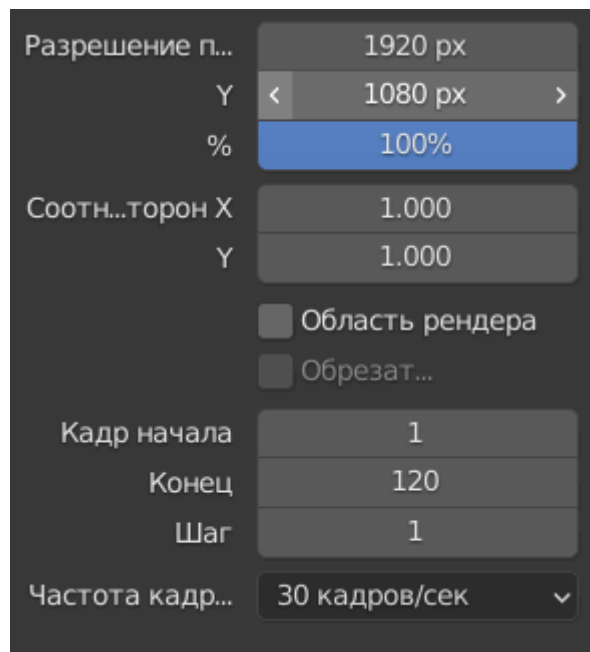 Разрешение п... 1920 px
Y 1080 px
% 100%
Соотн...торон X 1.000
Y 1.000
Область рендера
Обрезат...
Кадр начала 1
Конец 120
Шаг 1
Частота кадр... 30 кадров/сек